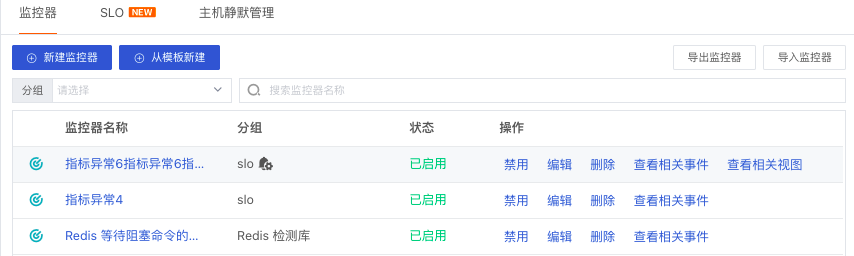 监控器 SLO NEW 主机静默管理
新建监控器 从模板新建 导出监控器 导入监控器
分组 请选择 搜索监控器名称
监控器名称 分组 状态 操作
指标异常6指标异常6指... slo 已启用 禁用 编辑 删除 查看相关事件 查看相关视图
指标异常4 slo 已启用 禁用 编辑 删除 查看相关事件
Redis 等待阻塞命令的... Redis 检测库 已启用 禁用 编辑 删除 查看相关事件